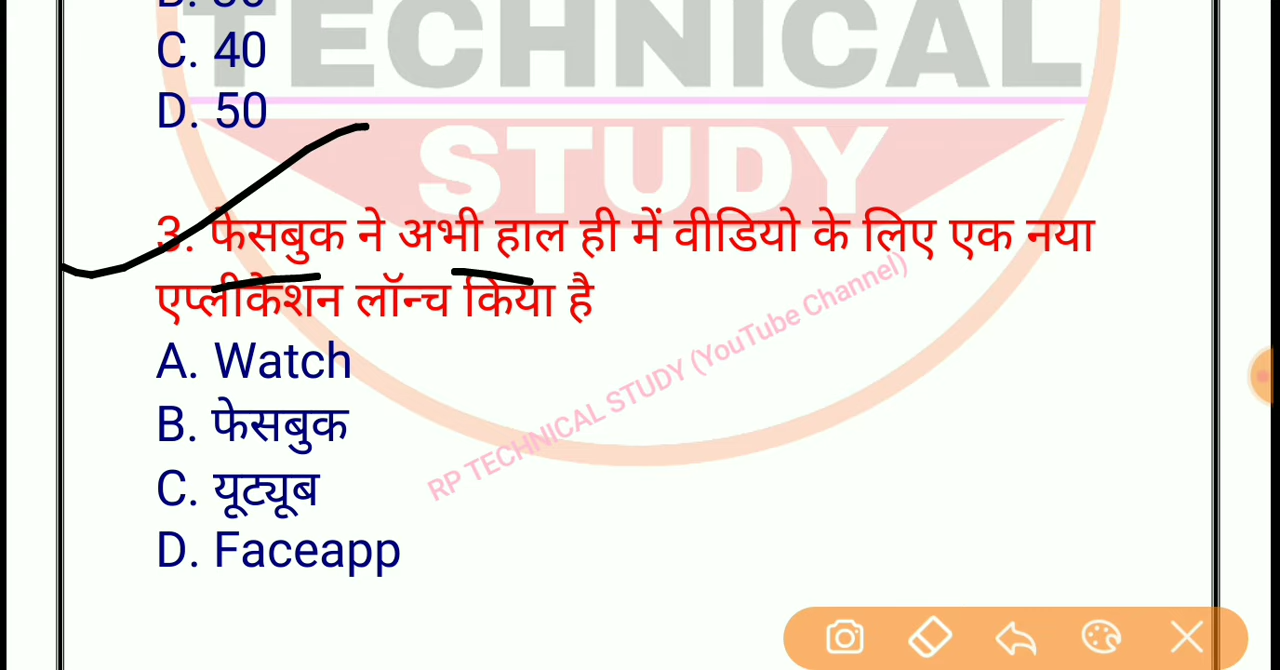 TECHNICAL
C. 40
D. 50
STUDY
3. फेसबुक ने अभी हाल ही में वीडियो के लिए एक नया
एप्लीकेशन लॉन्च किया है
A. Watch
B. फेसबुक
C. यूट्यूब
D. Faceapp
RP TECHNICAL STUDY (YouTube Channel)